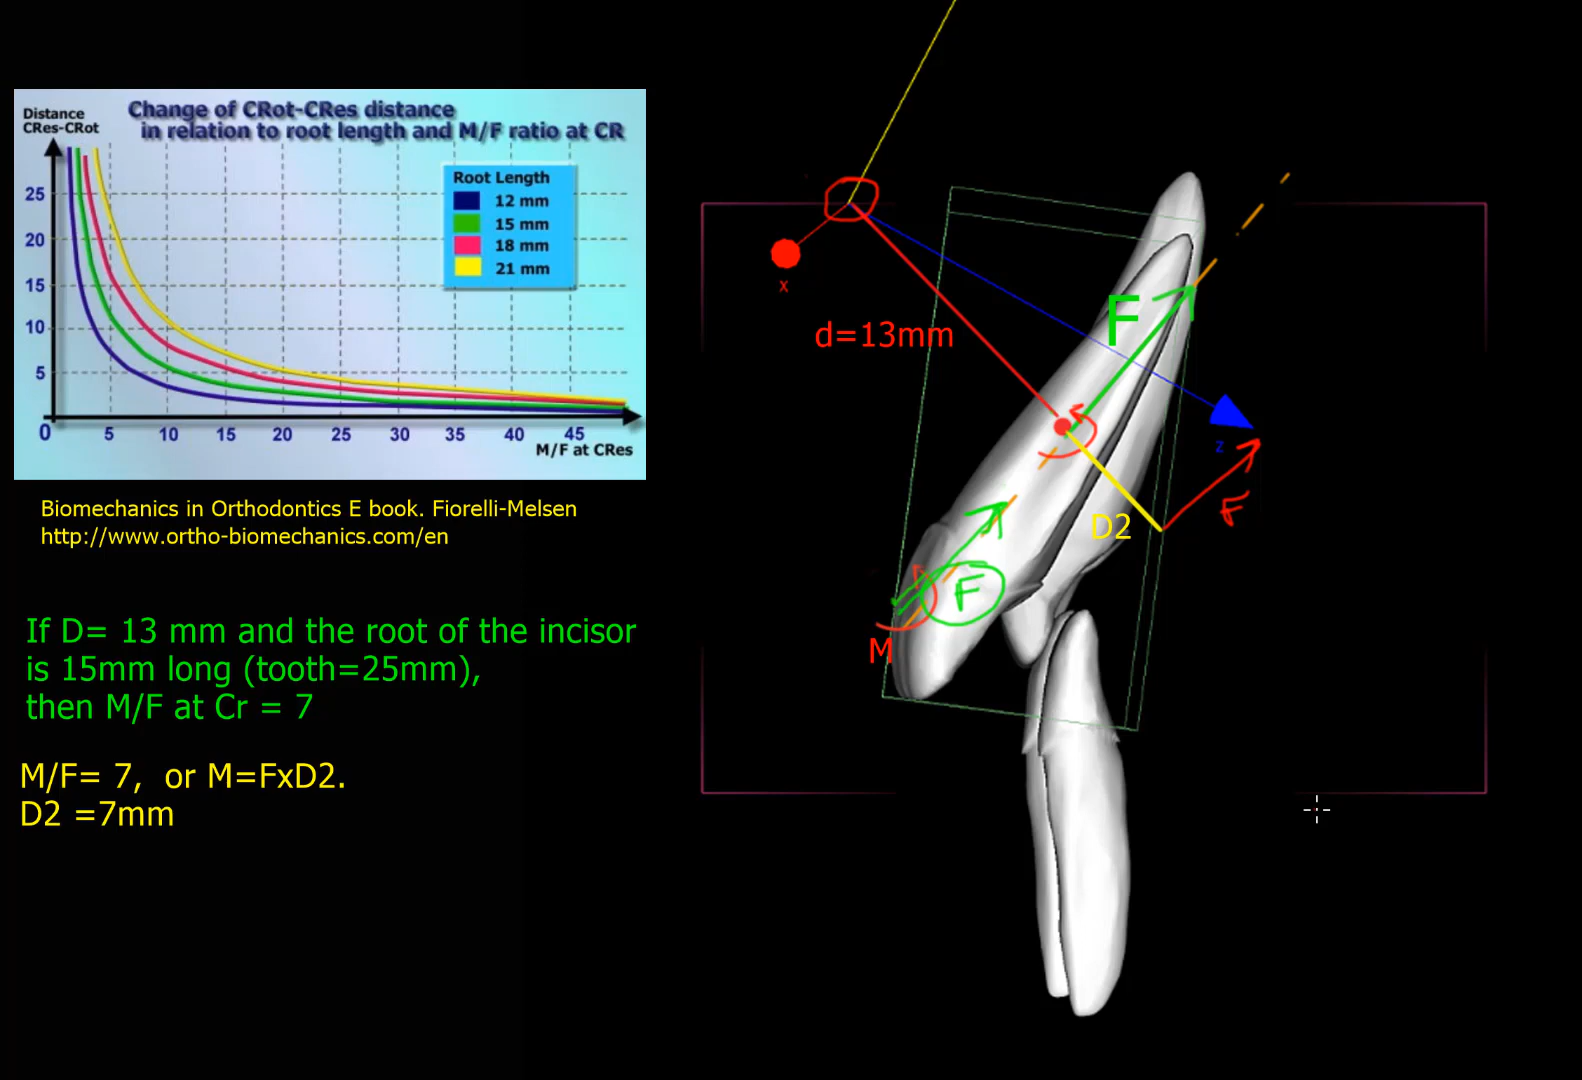 Change of CRot-CRes distance
in relation to root length and M/F ratio at CR
Distance
CRes-CRot
Root Length
12 mm
15 mm
18 mm
21 mm
25
20
15
10
5
0 5 10 15 20 25 30 35 40 45
M/F at CRes
Biomechanics in Orthodontics E book. Fiorelli-Melsen
http://www.ortho-biomechanics.com/en
If D= 13 mm and the root of the incisor
is 15mm long (tooth=25mm),
then M/F at Cr = 7
M/F= 7, or M=FxD2.
D2 =7mm
x
d=13mm
F
z
F
D2
F
M